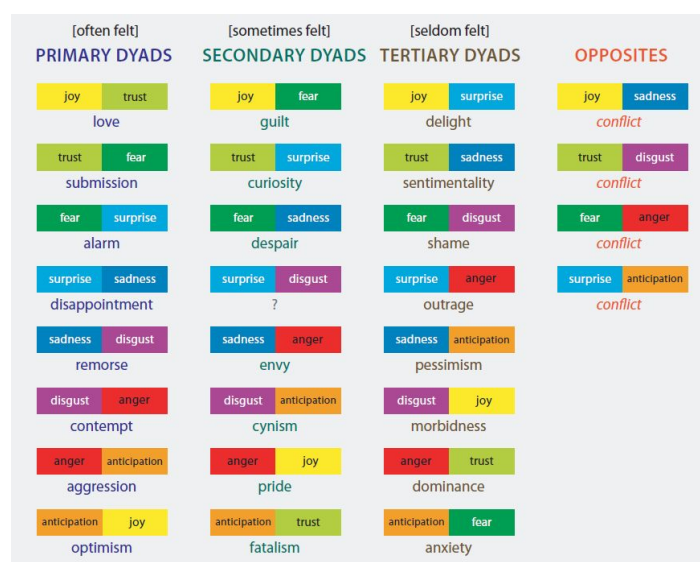 [often felt] [sometimes felt] [seldom felt]
PRIMARY DYADS SECONDARY DYADS TERTIARY DYADS OPPOSITES
joy trust joy fear joy surprise joy sadness
love guilt delight conflict
trust fear trust surprise trust sadness trust disgust
submission curiosity sentimentality conflict
fear surprise fear sadness fear disgust fear anger
alarm despair shame conflict
surprise sadness surprise disgust surprise anger surprise anticipation
disappointment ? outrage conflict
sadness disgust sadness anger sadness anticipation
remorse envy pessimism
disgust anger disgust anticipation disgust joy
contempt cynism morbidness
anger anticipation anger joy anger trust
aggression pride dominance
anticipation joy anticipation trust anticipation fear
optimism fatalism anxiety